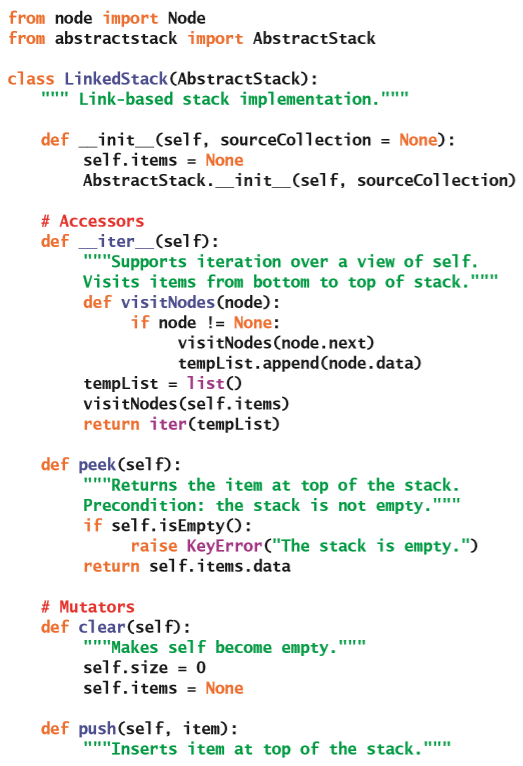 from node import Node
from abstractstack import AbstractStack

class LinkedStack(AbstractStack):
    """ Link-based stack implementation."""

    def __init__(self, sourceCollection = None):
        self.items = None
        AbstractStack.__init__(self, sourceCollection)

    # Accessors
    def __iter__(self):
        """Supports iteration over a view of self.
        Visits items from bottom to top of stack."""
        def visitNodes(node):
            if node != None:
                visitNodes(node.next)
                tempList.append(node.data)
        tempList = list()
        visitNodes(self.items)
        return iter(tempList)

    def peek(self):
        """Returns the item at top of the stack.
        Precondition: the stack is not empty."""
        if self.isEmpty():
            raise KeyError("The stack is empty.")
        return self.items.data

    # Mutators
    def clear(self):
        """Makes self become empty."""
        self.size = 0
        self.items = None

    def push(self, item):
        """Inserts item at top of the stack."""